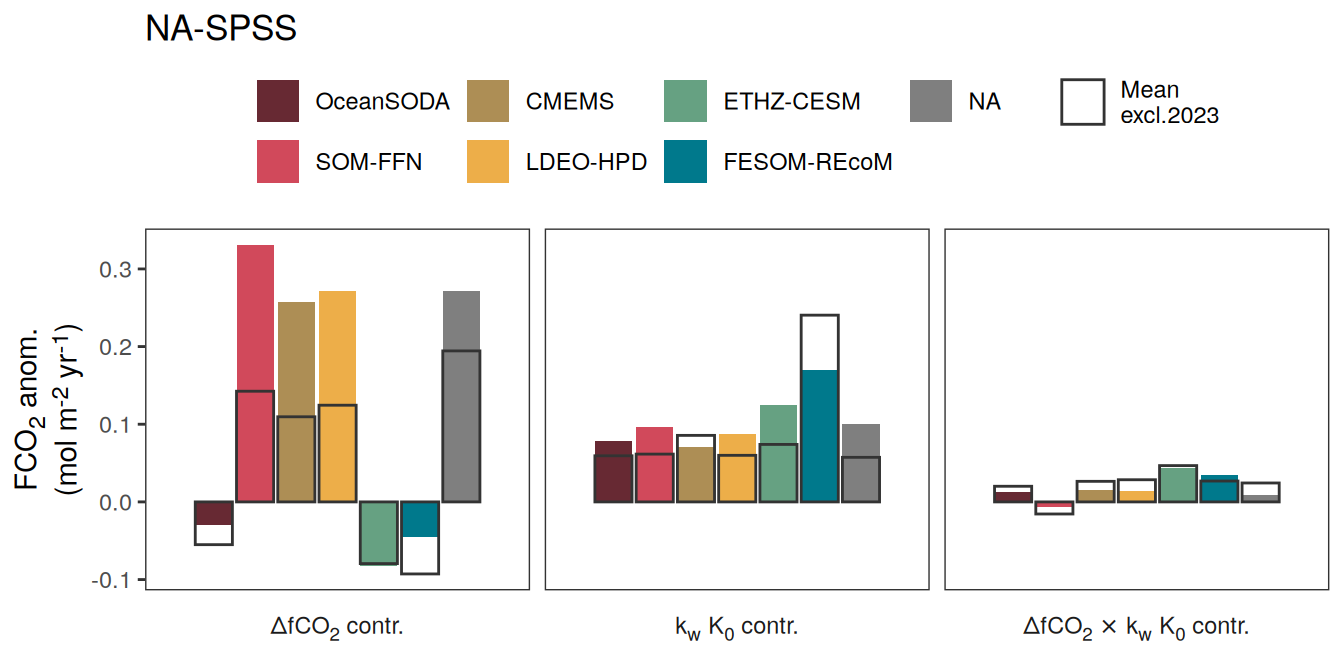 NA-SPSS
OceanSODA CMEMS ETHZ-CESM NA Mean
excl.2023
SOM-FFN LDEO-HPD FESOM-REcoM
FCO₂ anom.
(mol m⁻² yr⁻¹)
0.3
0.2
0.1
0.0
-0.1
ΔfCO₂ contr. k_w K₀ contr. ΔfCO₂ × k_w K₀ contr.